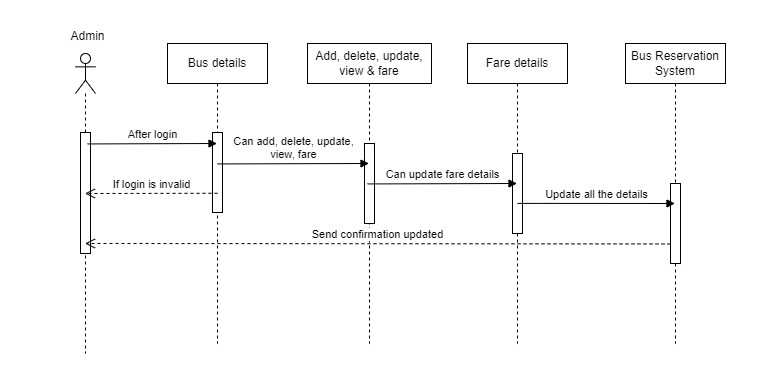 Admin
Bus details
Add, delete, update,
view & fare
Fare details
Bus Reservation
System
After login
Can add, delete, update,
view, fare
Can update fare details
If login is invalid
Update all the details
Send confirmation updated